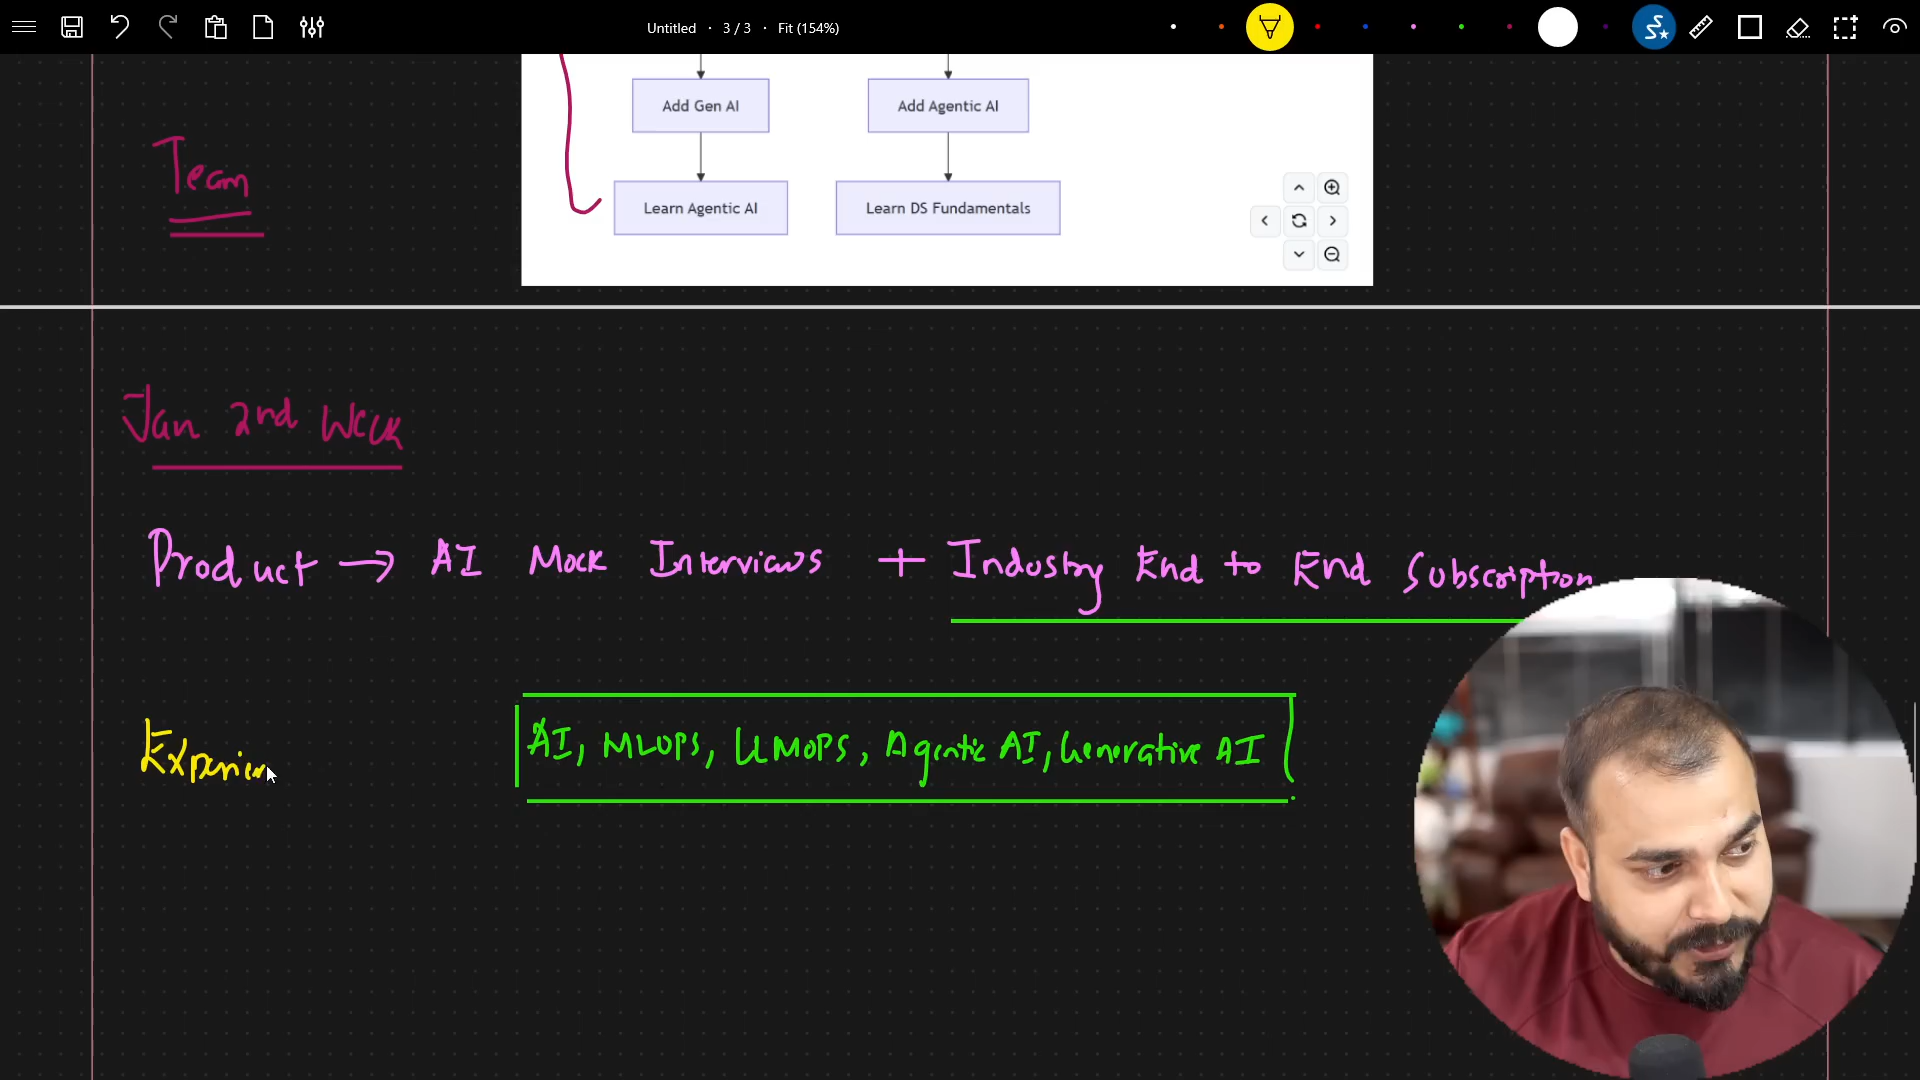 Untitled • 3 / 3 • Fit (154%)
Add Gen AI
Add Agentic AI
Learn Agentic AI
Learn DS Fundamentals
Team
Jan 2nd Week
Product → AI Mock Interviews + Industry End to End Subscription
Experienc
AI, MLOPS, LLMOPS, Agentic AI, Generative AI